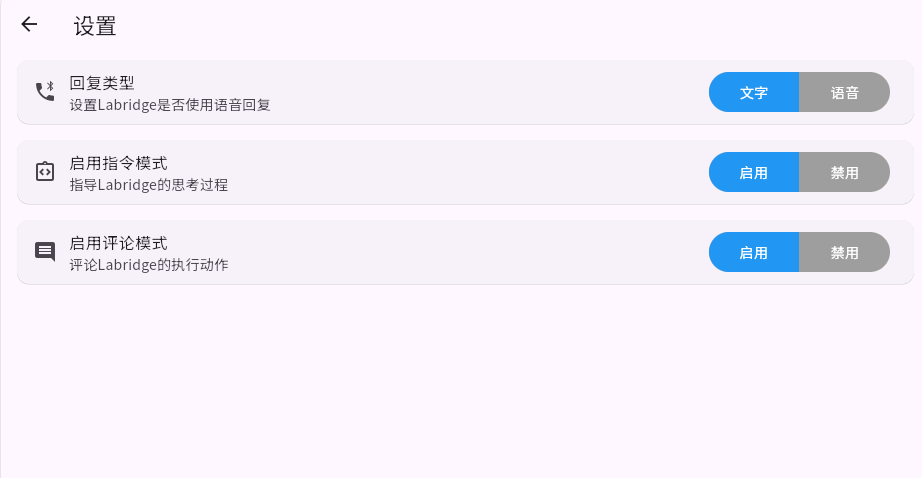 设置
回复类型
设置Labridge是否使用语音回复
文字
语音
启用指令模式
指导Labridge的思考过程
启用
禁用
启用评论模式
评论Labridge的执行动作
启用
禁用